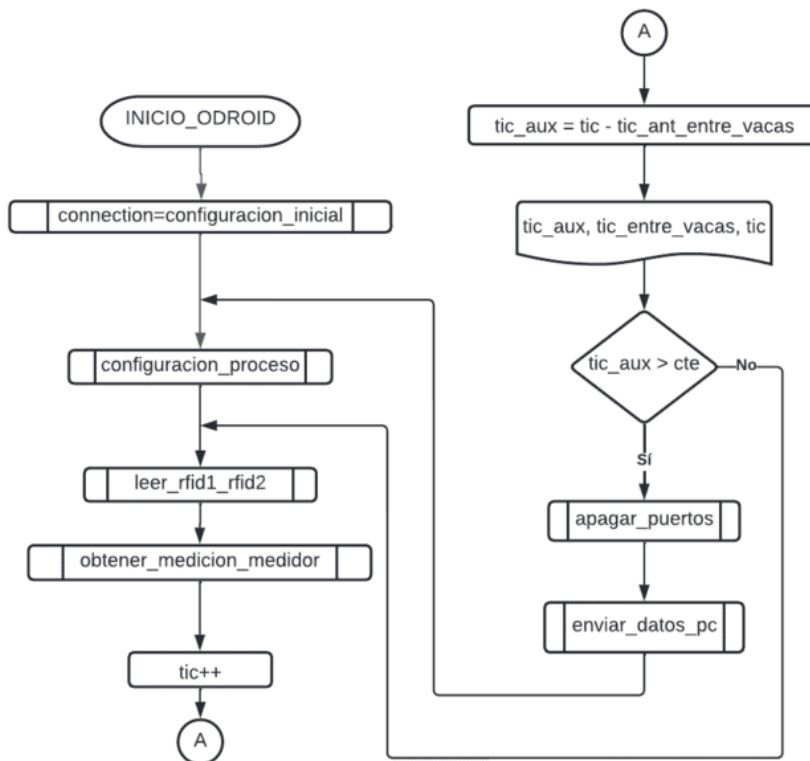 INICIO_ODROID
connection=configuracion_inicial
configuracion_proceso
leer_rfid1_rfid2
obtener_medicion_medidor
tic++
A
A
tic_aux = tic - tic_ant_entre_vacas
tic_aux, tic_entre_vacas, tic
tic_aux > cte
No
Sí
apagar_puertos
enviar_datos_pc